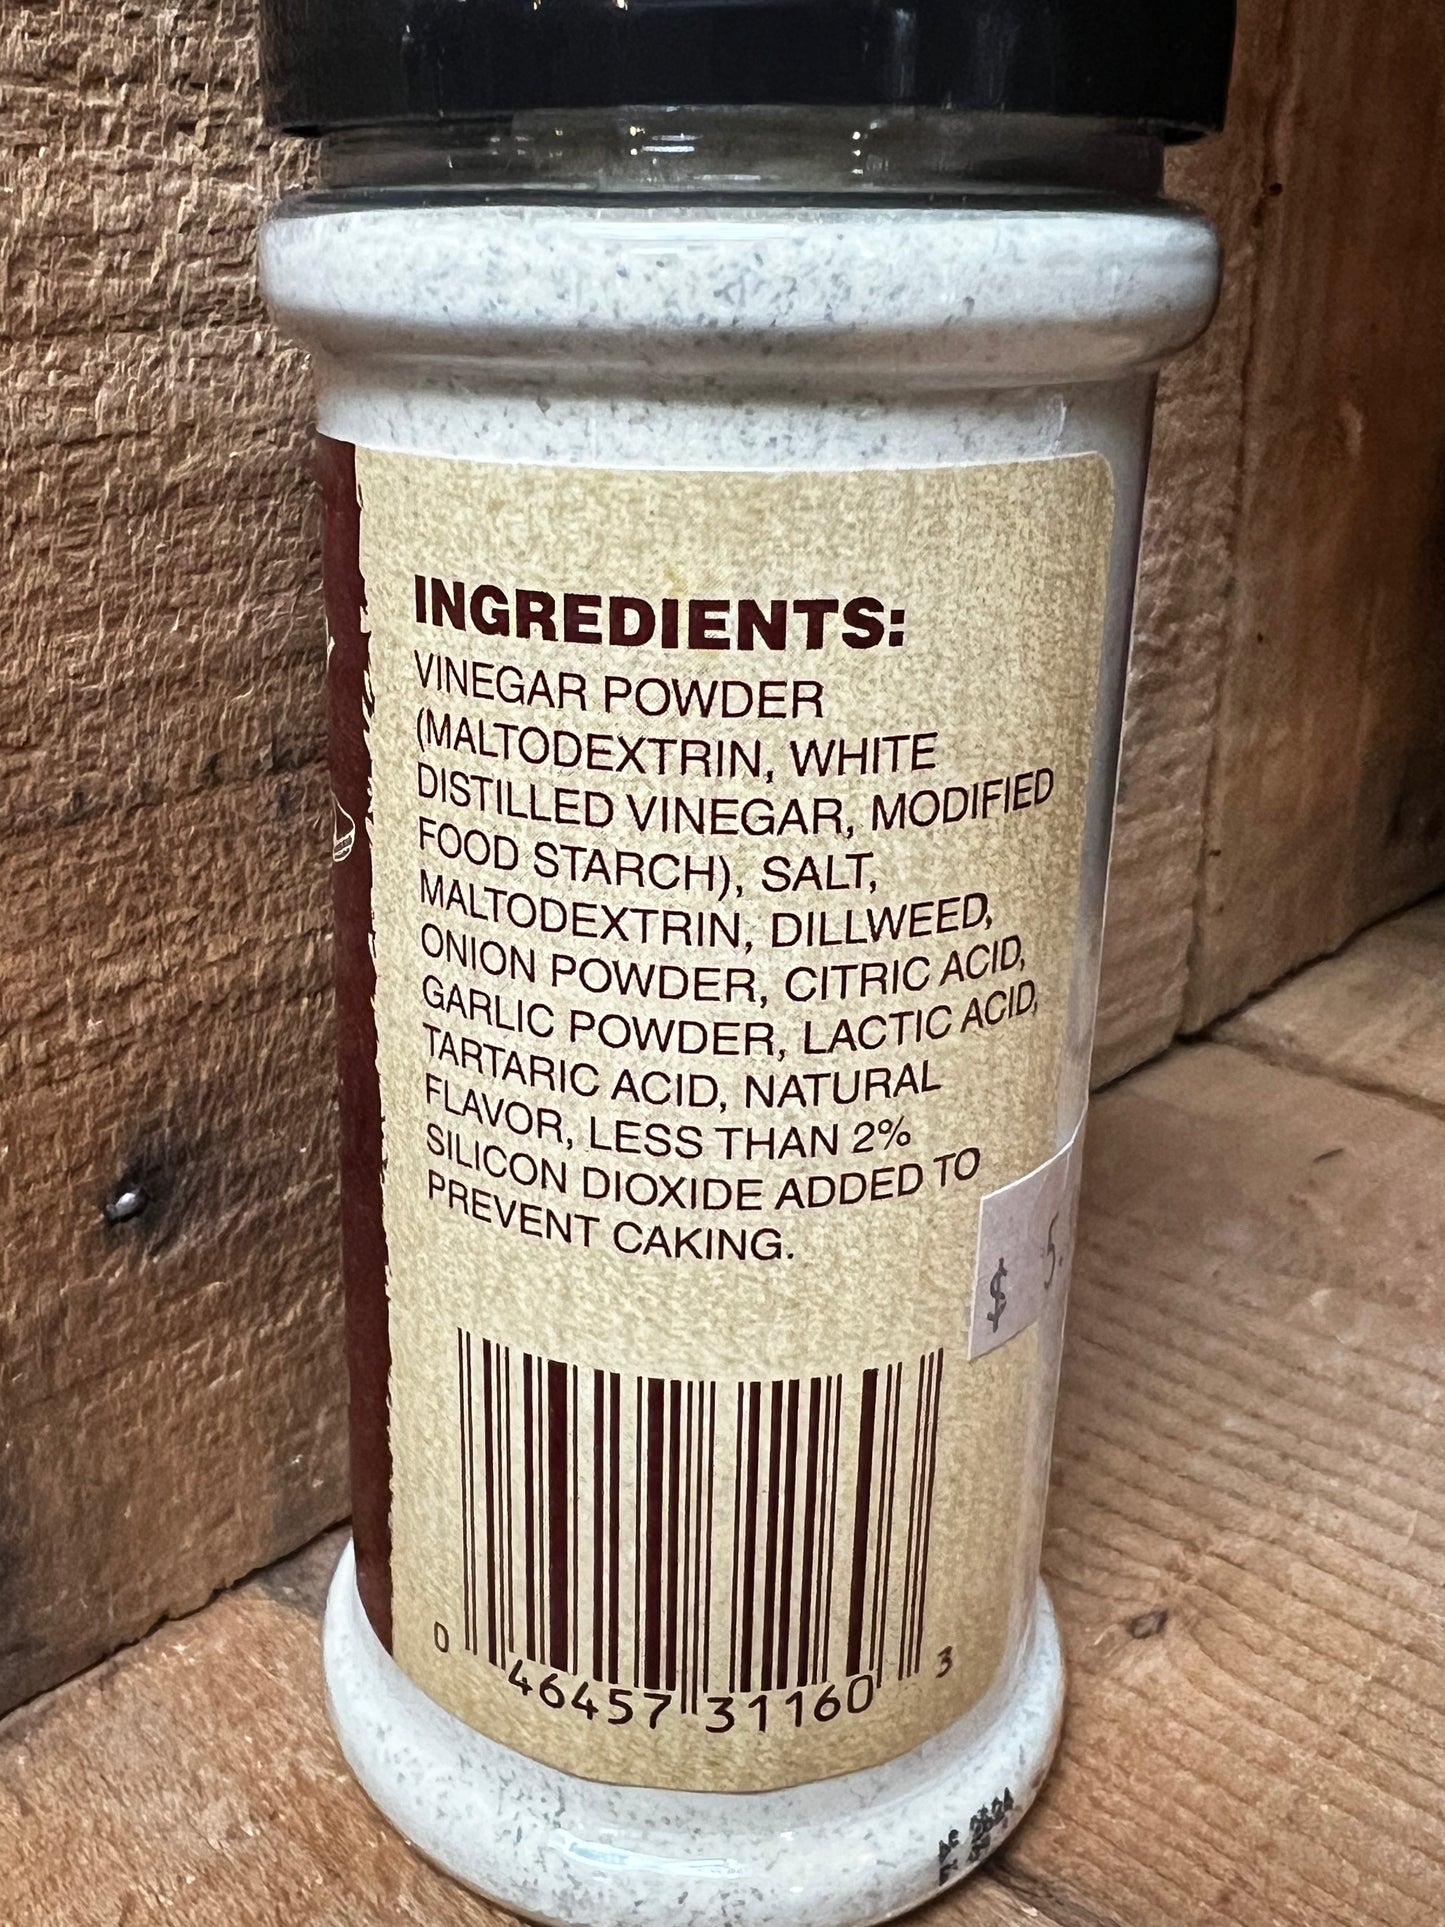 INGREDIENTS:
VINEGAR POWDER
(MALTODEXTRIN, WHITE
DISTILLED VINEGAR, MODIFIED
FOOD STARCH), SALT,
MALTODEXTRIN, DILLWEED,
ONION POWDER, CITRIC ACID,
GARLIC POWDER, LACTIC ACID,
TARTARIC ACID, NATURAL
FLAVOR, LESS THAN 2%
SILICON DIOXIDE ADDED TO
PREVENT CAKING.
$ 5.
0 46457 31160 3